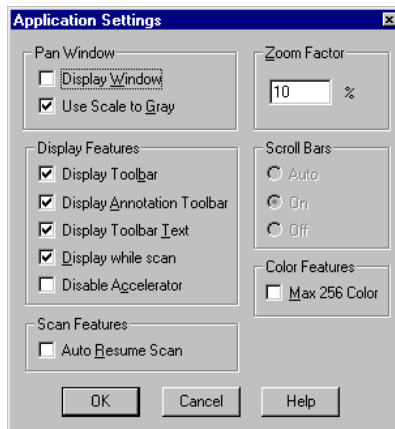 Application Settings
Pan Window
Display Window
Use Scale to Gray
Zoom Factor
10 %
Display Features
Display Toolbar
Display Annotation Toolbar
Display Toolbar Text
Display while scan
Disable Accelerator
Scroll Bars
Auto
On
Off
Color Features
Max 256 Color
Scan Features
Auto Resume Scan
OK Cancel Help